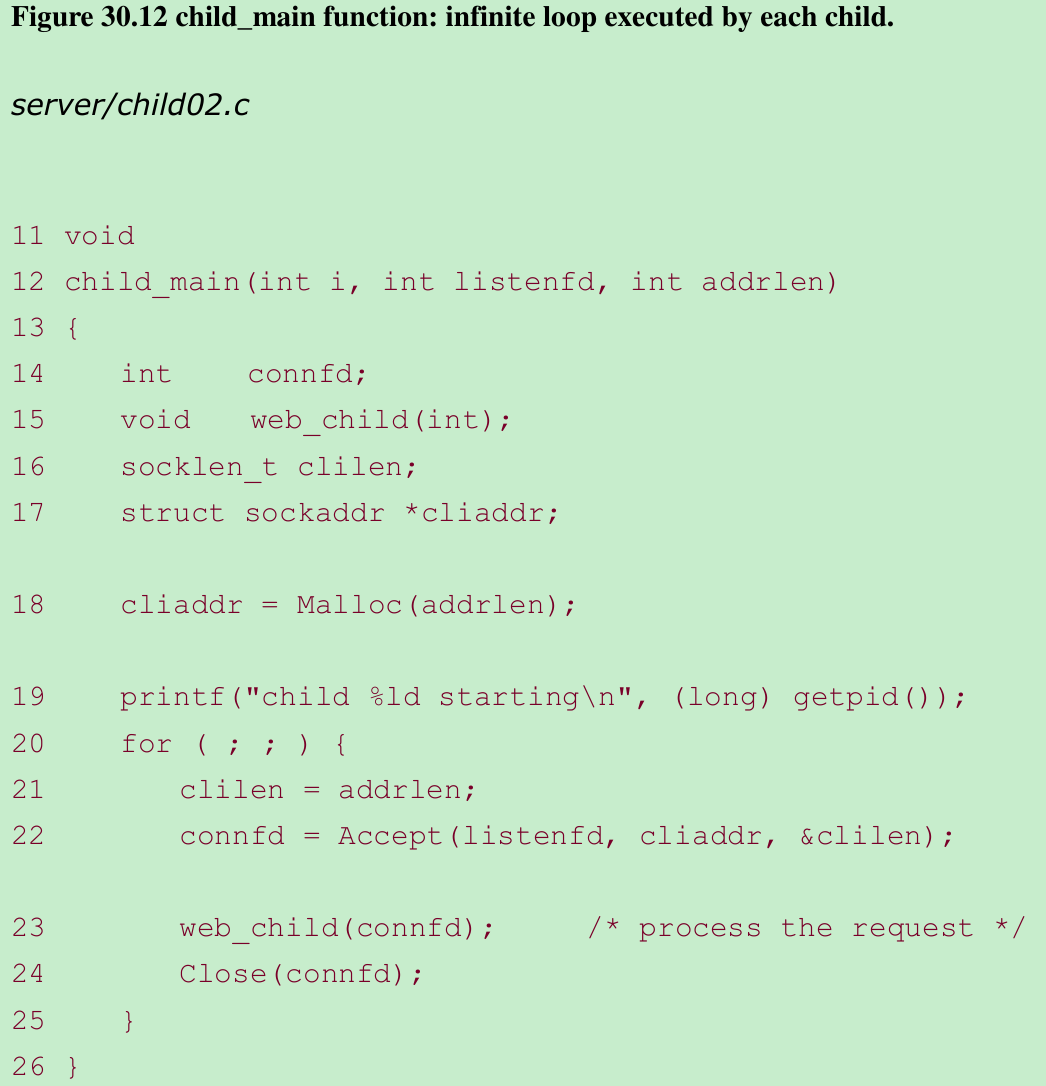 Figure 30.12 child_main function: infinite loop executed by each child.
server/child02.c
11 void
12 child_main(int i, int listenfd, int addrlen)
13 {
14     int     connfd;
15     void    web_child(int);
16     socklen_t clilen;
17     struct sockaddr *cliaddr;
18     cliaddr = Malloc(addrlen);
19     printf("child %ld starting\n", (long) getpid());
20     for ( ; ; ) {
21         clilen = addrlen;
22         connfd = Accept(listenfd, cliaddr, &clilen);
23         web_child(connfd);      /* process the request */
24         Close(connfd);
25     }
26 }